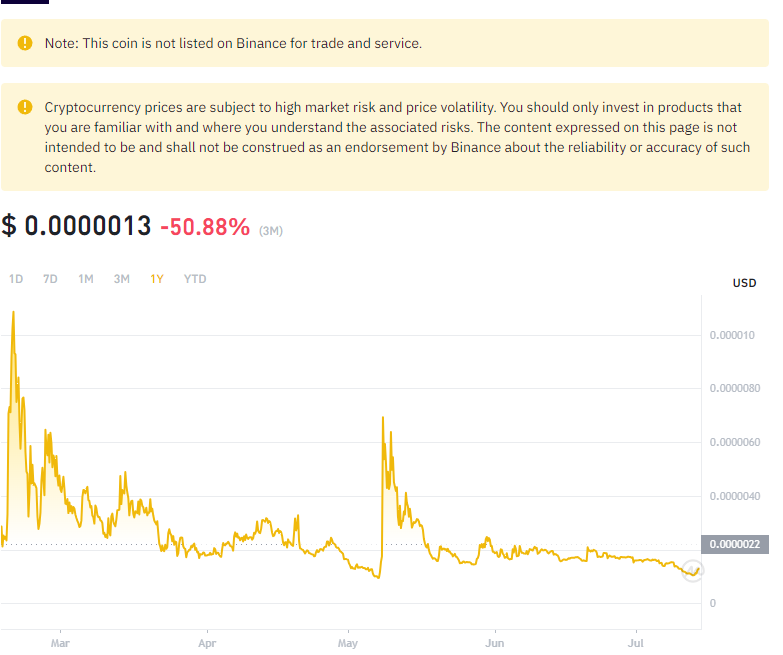 Note: This coin is not listed on Binance for trade and service.
Cryptocurrency prices are subject to high market risk and price volatility. You should only invest in products that
you are familiar with and where you understand the associated risks. The content expressed on this page is not
intended to be and shall not be construed as an endorsement by Binance about the reliability or accuracy of such
content.
$ 0.0000013 -50.88% (3M)
1D 7D 1M 3M 1Y YTD
USD
0.000010
0.0000080
0.0000060
0.0000040
0.0000022
0
Mar Apr May Jun Jul